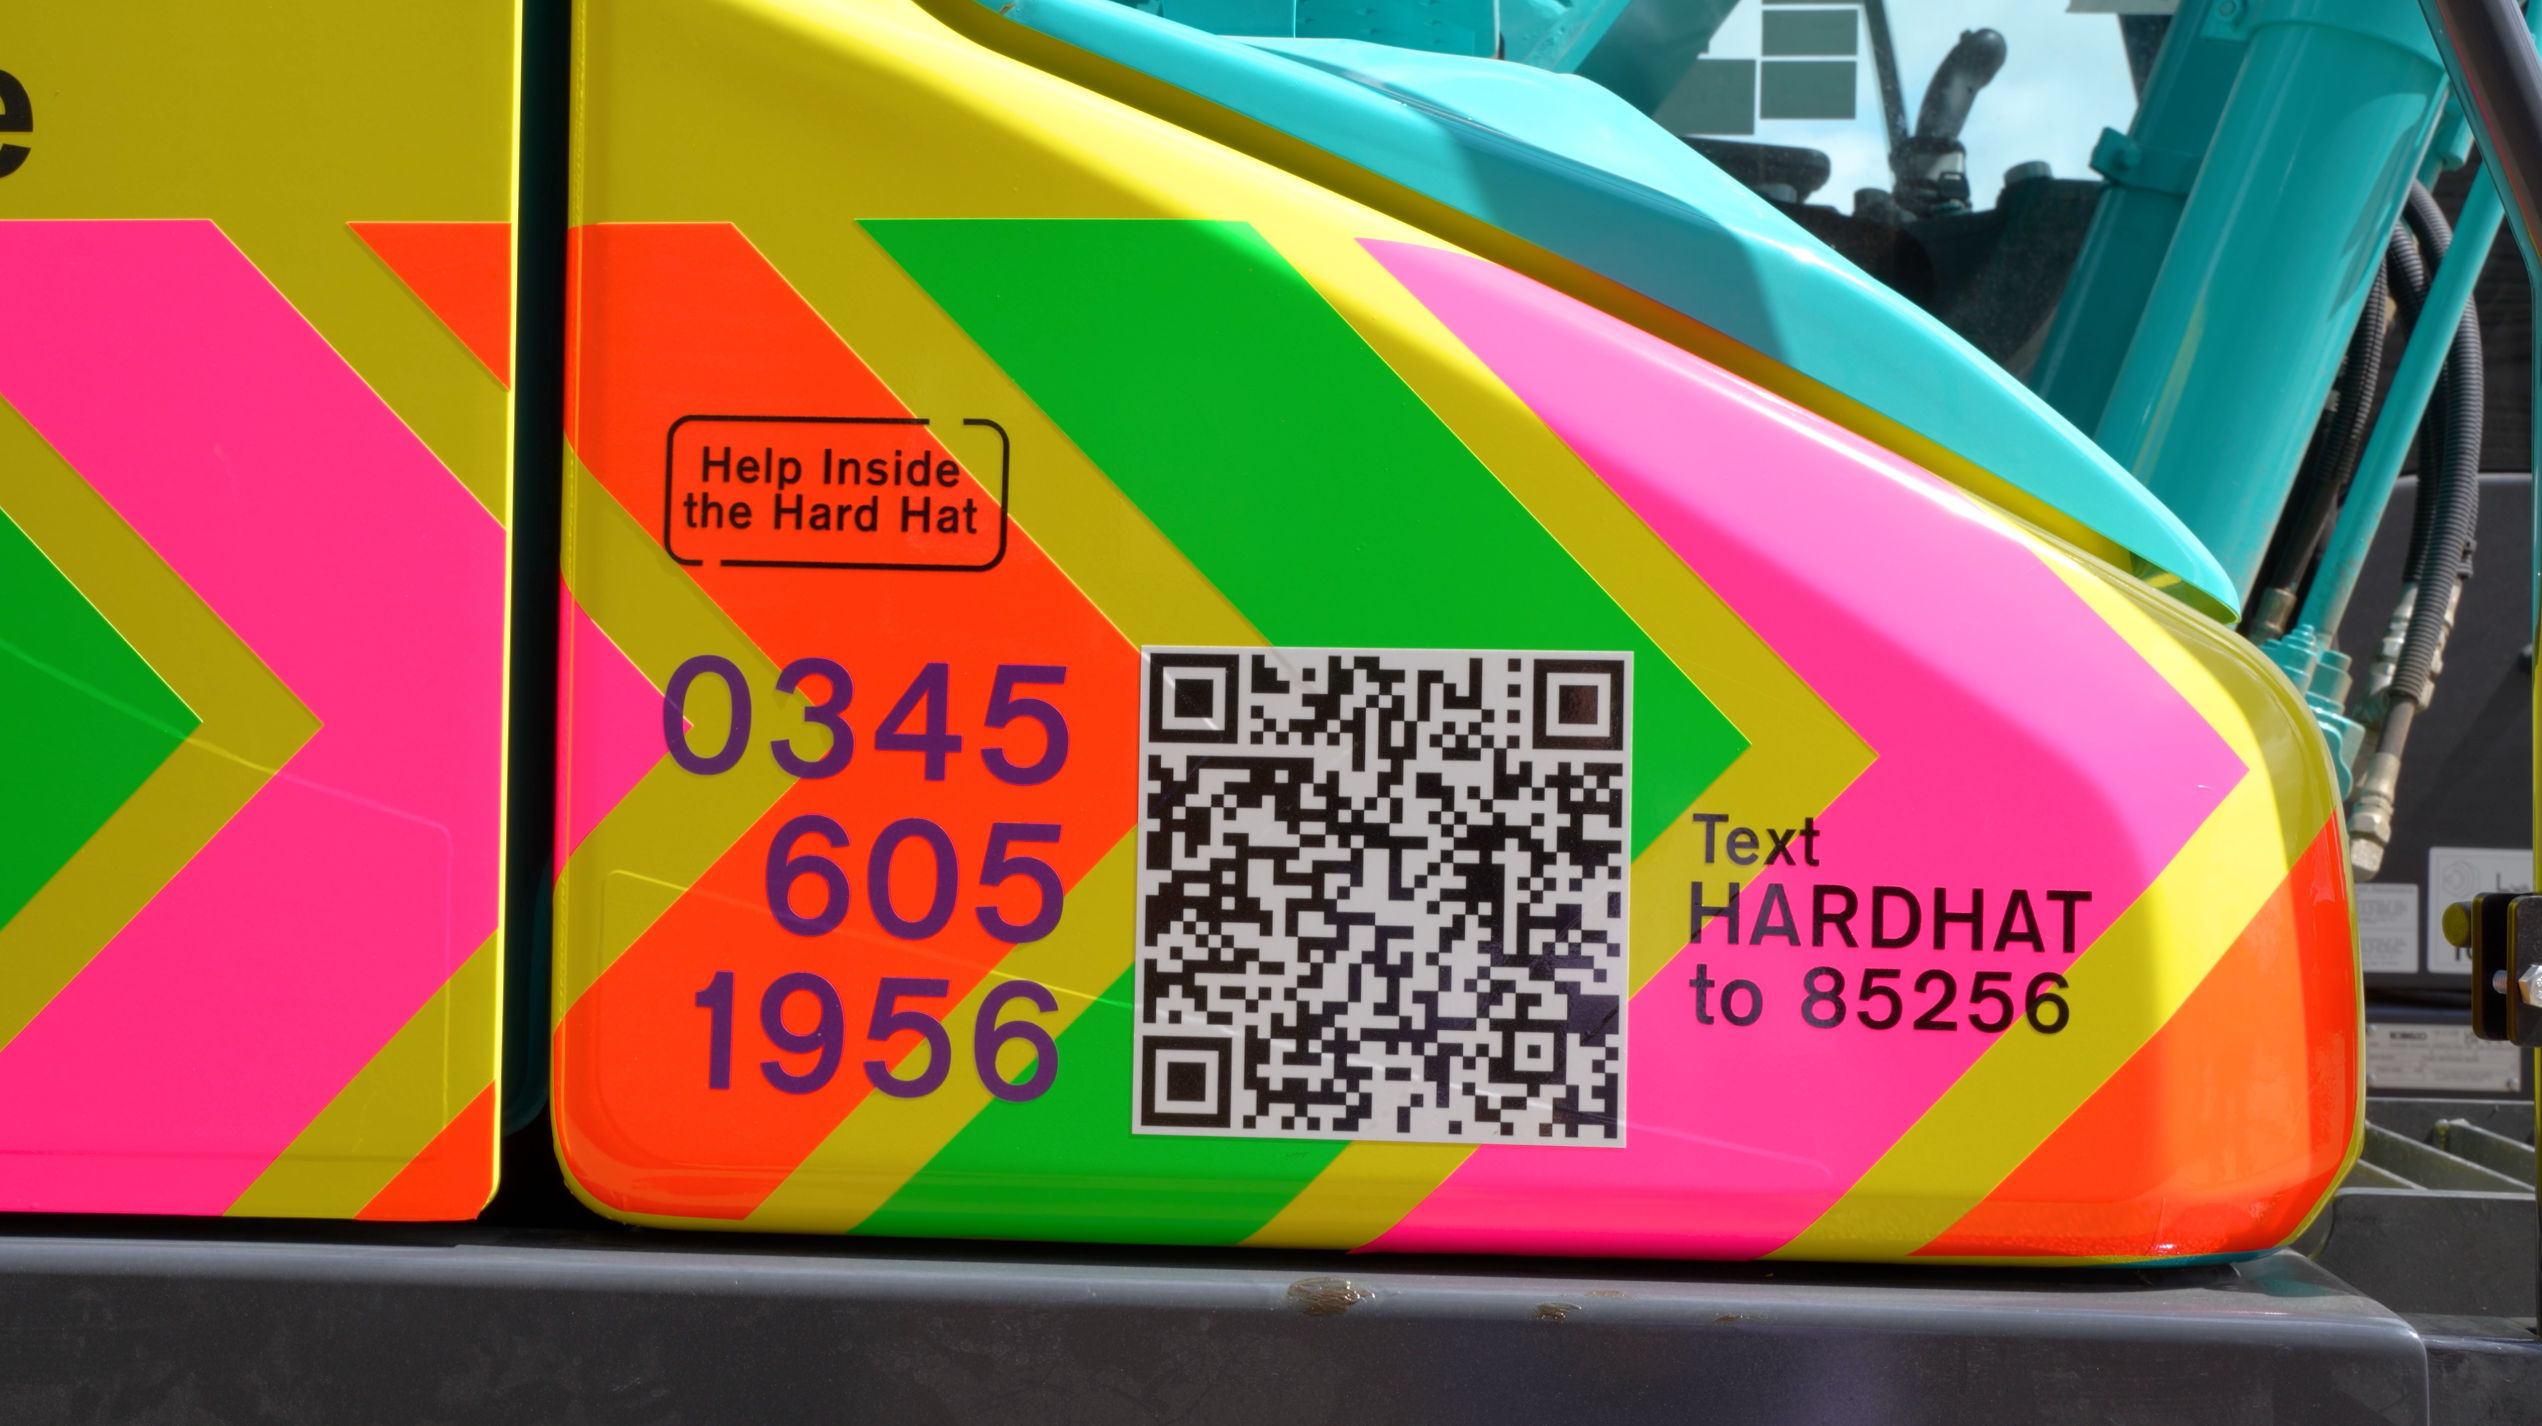 e
Help Inside
the Hard Hat
0345
605
1956
Text
HARDHAT
to 85256